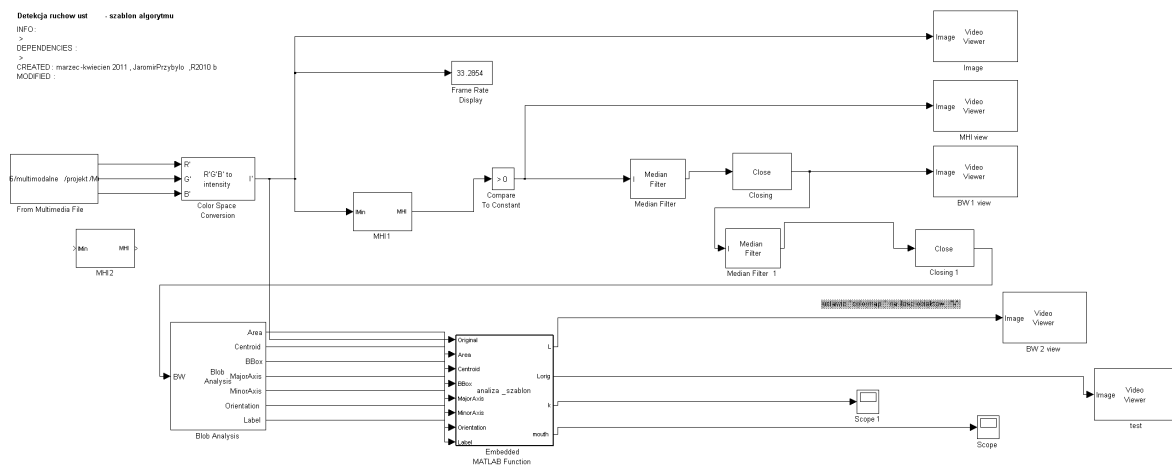 Detekcja ruchow ust - szablon algorytmu
INFO :
>
DEPENDENCIES :
>
CREATED : marzec-kwiecien 2011 , JaromirPrzybylo ,R2010 b
MODIFIED :
Image
Video
Viewer
Image
33.2854
Frame Rate
Display
Image
Video
Viewer
MHI view
6/multimodalne /projekt /M
From Multimedia File
R'
G'
B'
R'G'B' to
intensity
I'
Color Space
Conversion
IMin
MHI
MHI1
> 0
Compare
To Constant
I
Median
Filter
Median Filter
Close
Closing
Image
Video
Viewer
BW 1 view
IMin
MHI
MHI2
I
Median
Filter
Median Filter 1
Close
Closing 1
Image
Video
Viewer
BW 2 view
BW
Blob
Analysis
Area
Centroid
BBox
MajorAxis
MinorAxis
Orientation
Label
Blob Analysis
Original
Area
Centroid
BBox
MajorAxis
MinorAxis
Orientation
Label
analiza _szablon
L
Lorig
k
mouth
Embedded
MATLAB Function
Scope 1
Scope
Image
Video
Viewer
test